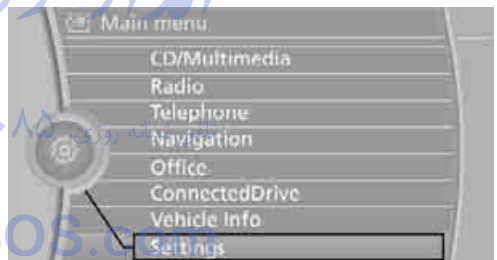 Main menu
CD/Multimedia
Radio
Telephone
Navigation
Office
ConnectedDrive
Vehicle Info
Settings